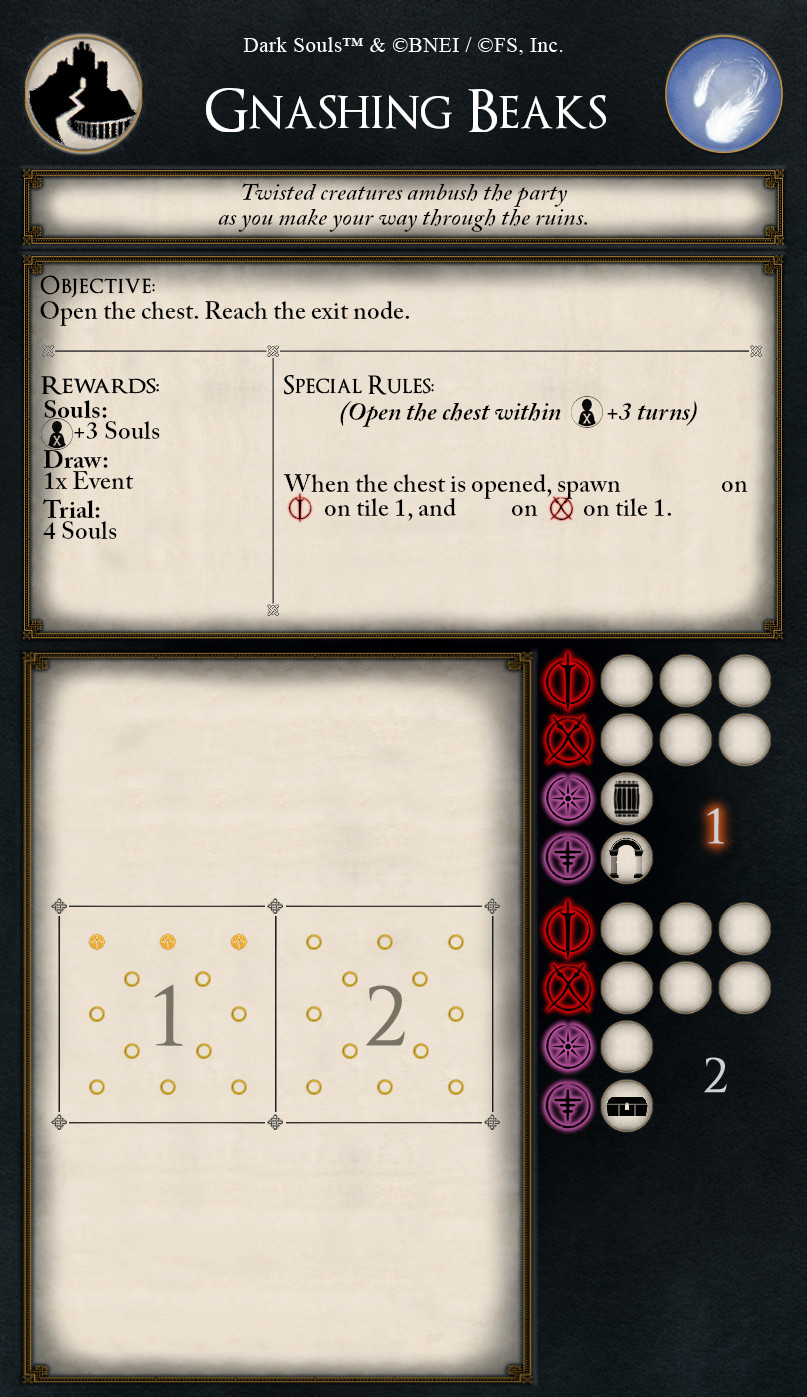 Dark Souls™ & ©BNEI / ©FS, Inc.
Gnashing Beaks
Twisted creatures ambush the party
as you make your way through the ruins.
Objective:
Open the chest. Reach the exit node.
Rewards:
Souls:
X +3 Souls
Draw:
1x Event
Trial:
4 Souls
Special Rules:
(Open the chest within X +3 turns)
When the chest is opened, spawn on
on tile 1, and on on tile 1.
1
2
1
2